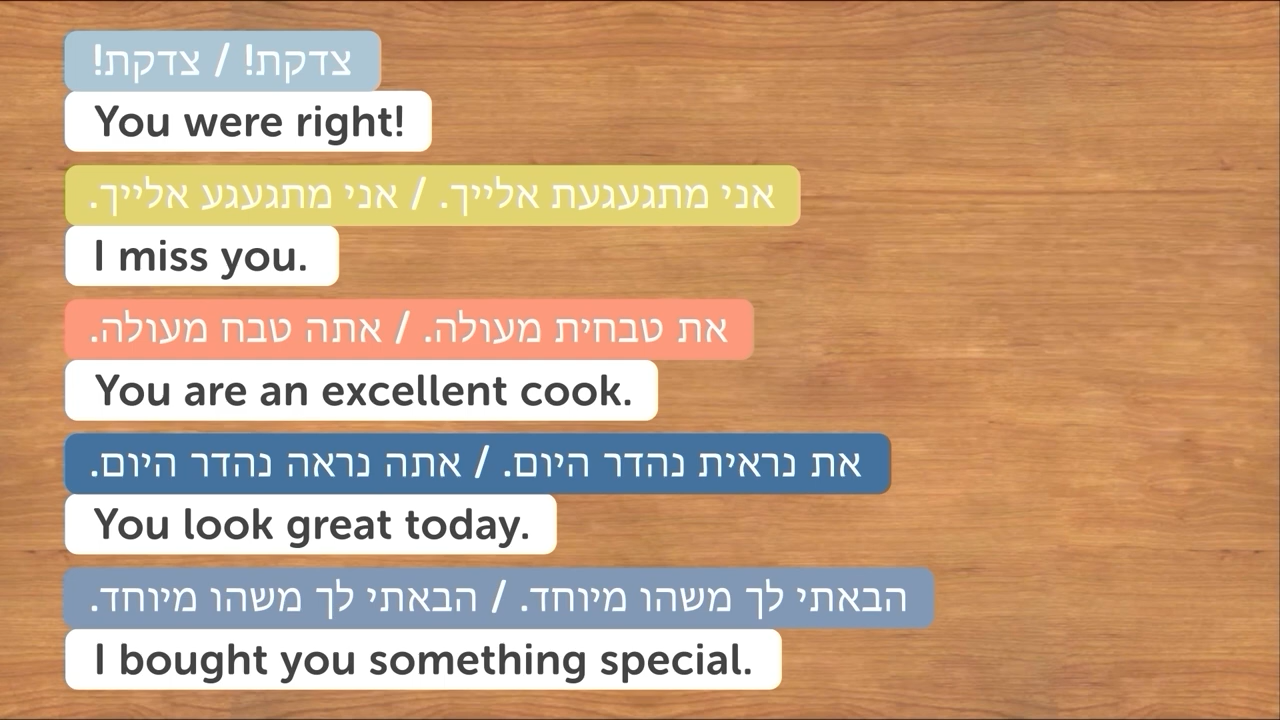 צדקת! / צדקת!
You were right!
אני מתגעגעת אלייך. / אני מתגעגע אלייך.
I miss you.
את טבחית מעולה. / אתה טבח מעולה.
You are an excellent cook.
את נראית נהדר היום. / אתה נראה נהדר היום.
You look great today.
הבאתי לך משהו מיוחד. / הבאתי לך משהו מיוחד.
I bought you something special.